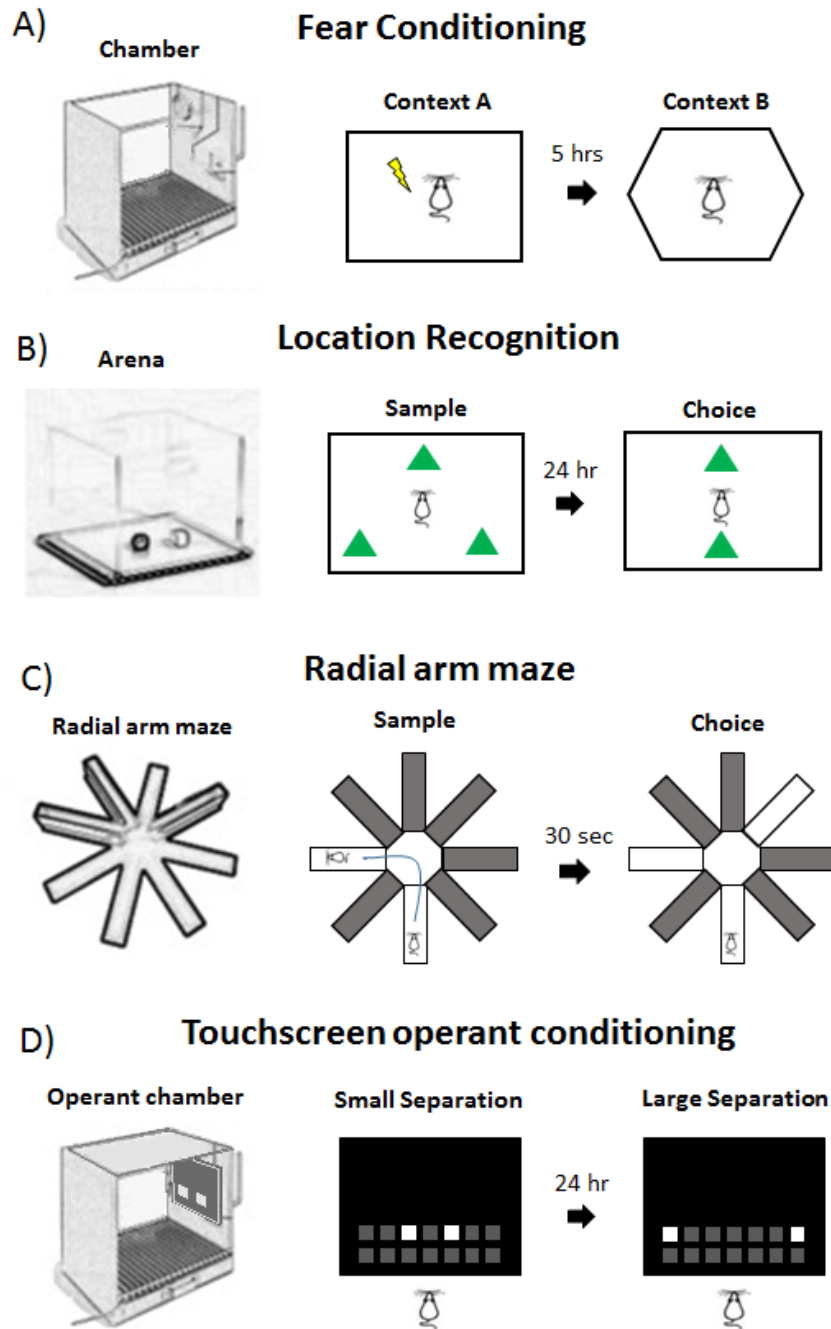 A)
Fear Conditioning
Chamber
Context A
Context B
5 hrs
B)
Location Recognition
Arena
Sample
Choice
24 hr
C)
Radial arm maze
Radial arm maze
Sample
Choice
30 sec
D)
Touchscreen operant conditioning
Operant chamber
Small Separation
Large Separation
24 hr